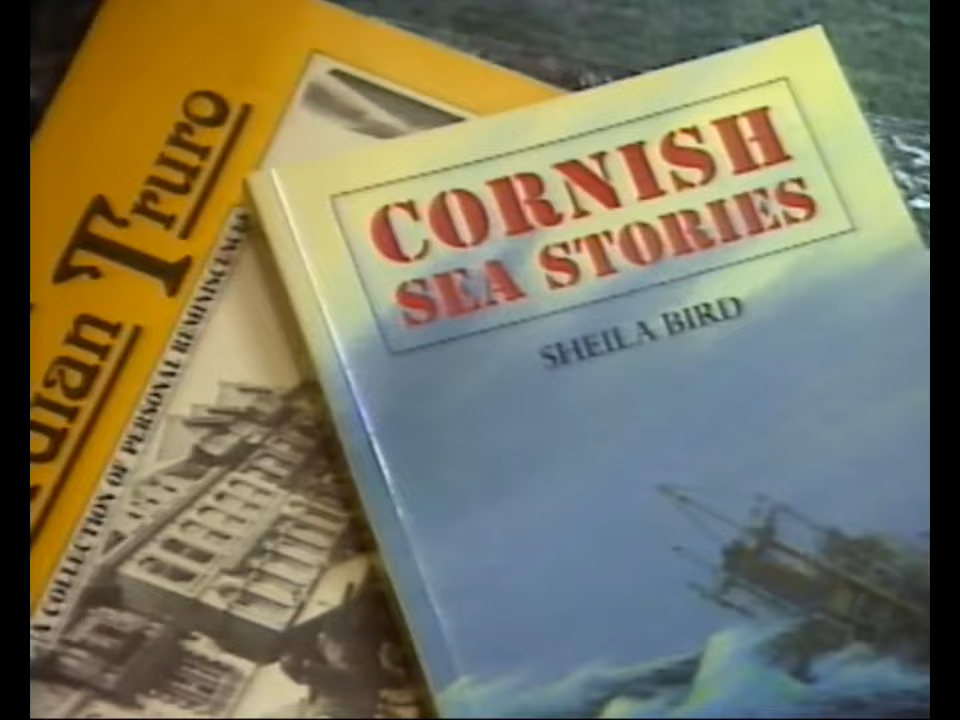 CORNISH
SEA STORIES
SHEILA BIRD
Truro
A COLLECTION OF PERSONAL REMINISCENCES